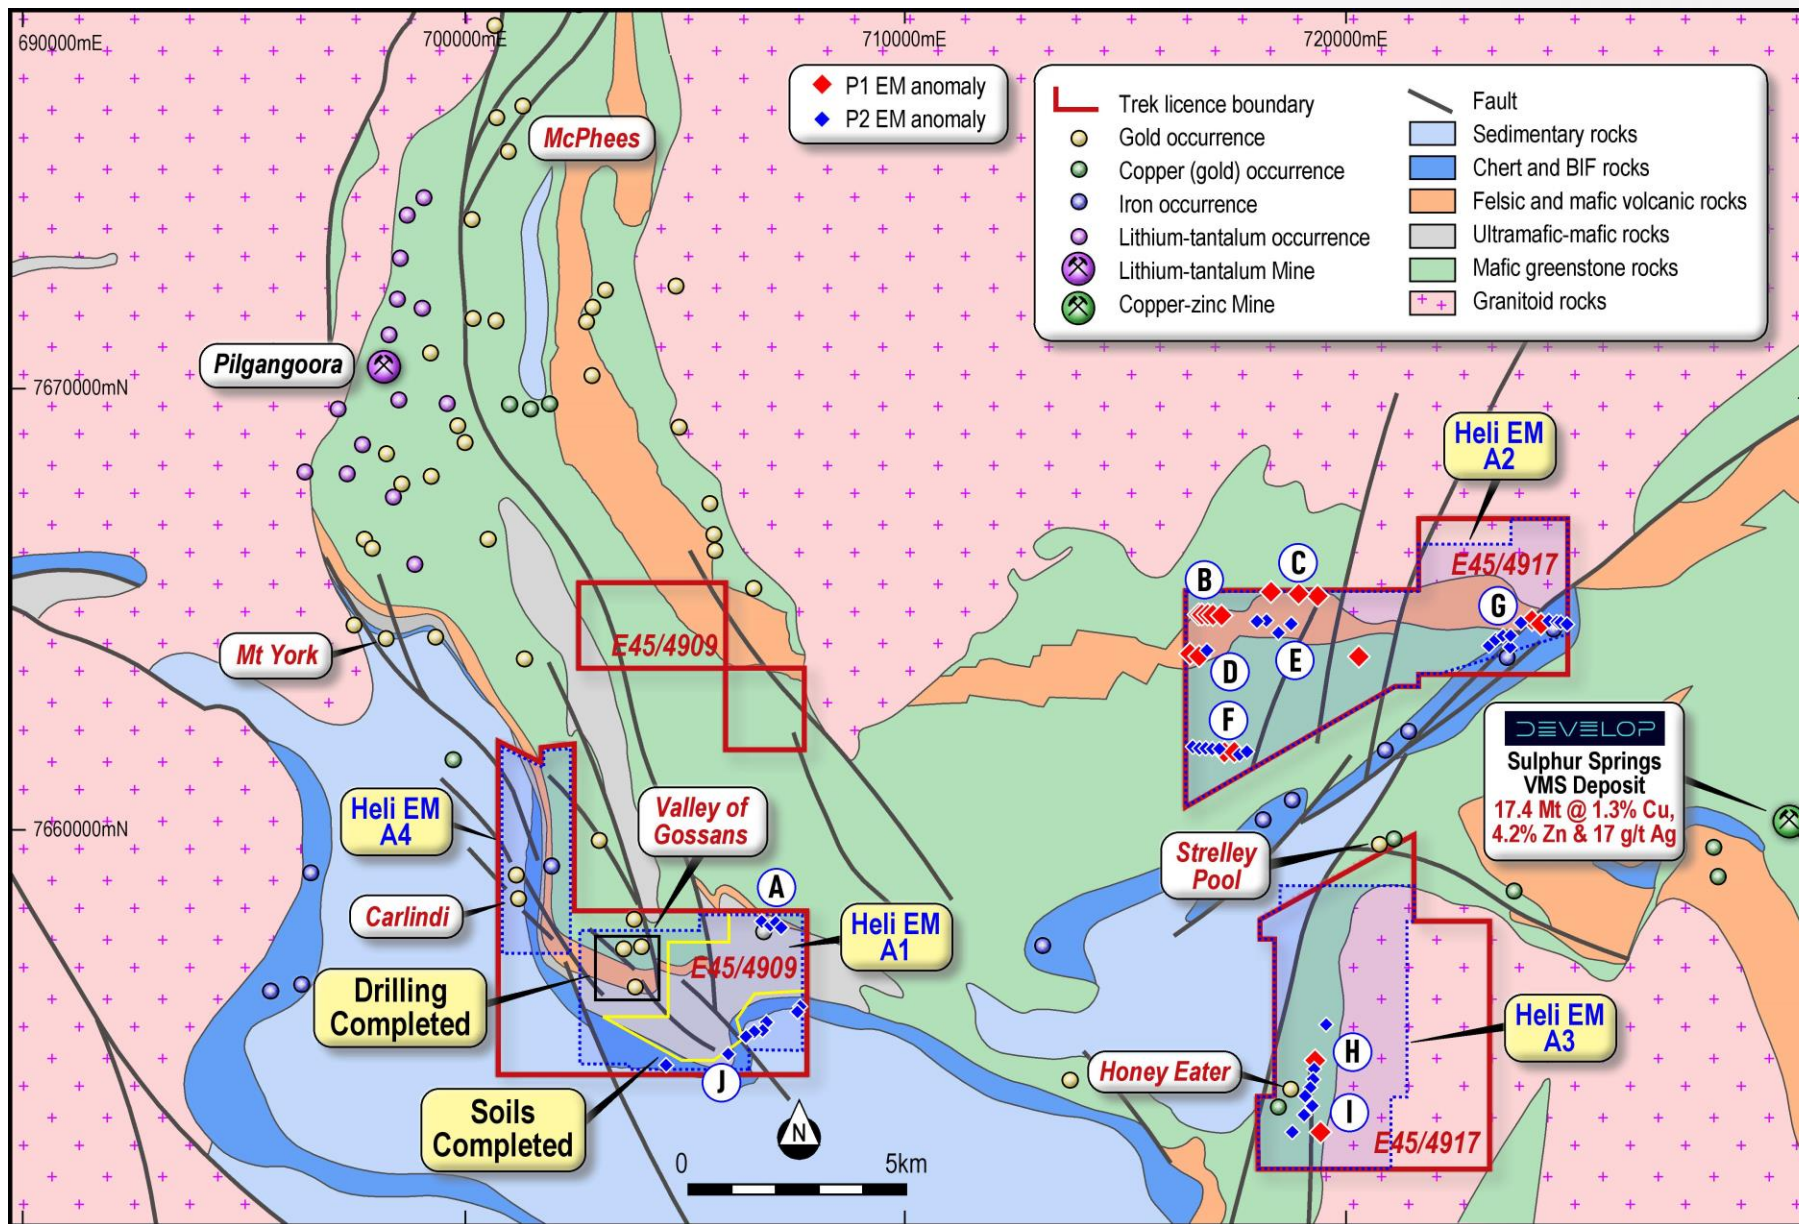 690000mE
700000mE
710000mE
720000mE
P1 EM anomaly
P2 EM anomaly
Trek licence boundary
Gold occurrence
Copper (gold) occurrence
Iron occurrence
Lithium-tantalum occurrence
Lithium-tantalum Mine
Copper-zinc Mine
Fault
Sedimentary rocks
Chert and BIF rocks
Felsic and mafic volcanic rocks
Ultramafic-mafic rocks
Mafic greenstone rocks
Granitoid rocks
McPhees
Pilgangoora
7670000mN
Heli EM
A2
E45/4917
B
C
G
D
E
F
E45/4909
Mt York
DEVELOP
Sulphur Springs
VMS Deposit
17.4 Mt @ 1.3% Cu,
4.2% Zn & 17 g/t Ag
7660000mN
Heli EM
A4
Valley of
Gossans
Strelley
Pool
A
Carlindi
Heli EM
A1
E45/4909
Drilling
Completed
Heli EM
A3
H
Honey Eater
J
I
Soils
Completed
E45/4917
N
0
5km